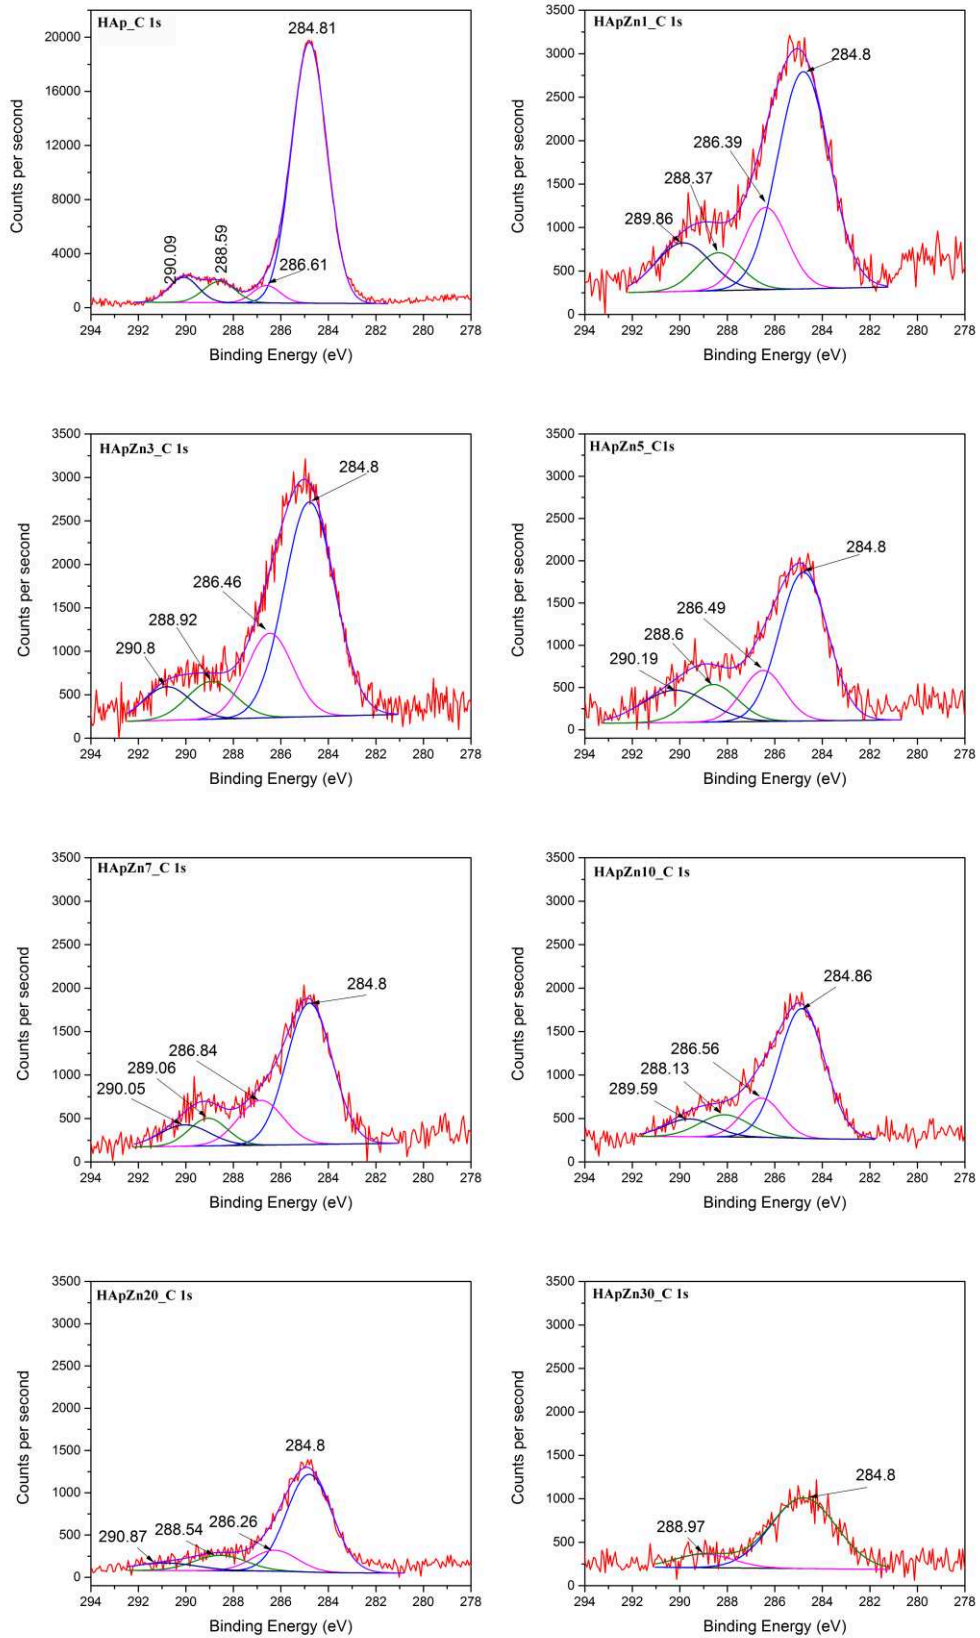 HAp_C 1s
284.81
290.09
288.59
286.61
20000
16000
12000
8000
4000
0
Counts per second
294 292 290 288 286 284 282 280 278
Binding Energy (eV)
HApZn1_C 1s
284.8
286.39
288.37
289.86
3500
3000
2500
2000
1500
1000
500
0
Counts per second
294 292 290 288 286 284 282 280 278
Binding Energy (eV)
HApZn3_C 1s
284.8
286.46
288.92
290.8
3500
3000
2500
2000
1500
1000
500
0
Counts per second
294 292 290 288 286 284 282 280 278
Binding Energy (eV)
HApZn5_C1s
284.8
286.49
288.6
290.19
3500
3000
2500
2000
1500
1000
500
0
Counts per second
294 292 290 288 286 284 282 280 278
Binding Energy (eV)
HApZn7_C 1s
284.8
286.84
289.06
290.05
3500
3000
2500
2000
1500
1000
500
0
Counts per second
294 292 290 288 286 284 282 280 278
Binding Energy (eV)
HApZn10_C 1s
284.86
286.56
288.13
289.59
3500
3000
2500
2000
1500
1000
500
0
Counts per second
294 292 290 288 286 284 282 280 278
Binding Energy (eV)
HApZn20_C 1s
284.8
286.26
288.54
290.87
3500
3000
2500
2000
1500
1000
500
0
Counts per second
294 292 290 288 286 284 282 280 278
Binding Energy (eV)
HApZn30_C 1s
284.8
288.97
3500
3000
2500
2000
1500
1000
500
0
Counts per second
294 292 290 288 286 284 282 280 278
Binding Energy (eV)